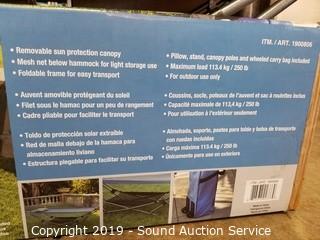 ITM. / ART. 1900806
• Removable sun protection canopy
• Mesh net below hammock for light storage use
• Foldable frame for easy transport
• Pillow, stand, canopy poles and wheeled carry bag included
• Maximum load 113.4 kg / 250 lb
• For outdoor use only
• Auvent amovible protégeant du soleil
• Filet sous le hamac pour un peu de rangement
• Cadre pliable pour faciliter le transport
• Coussins, socle, poteaux de l'auvent et sac à roulettes inclus
• Capacité maximale de 113,4 kg / 250 lb
• Pour utilisation à l'extérieur seulement
• Toldo de protección solar extraíble
• Red de malla debajo de la hamaca para
almacenamiento liviano
• Estructura plegable para facilitar su transporte
• Almohada, soporte, postes para toldo y bolsa de transporte
con ruedas incluidas
• Carga máxima 113.4 kg / 250 lb
• Únicamente para uso en exteriores
Copyright 2019 - Sound Auction Service